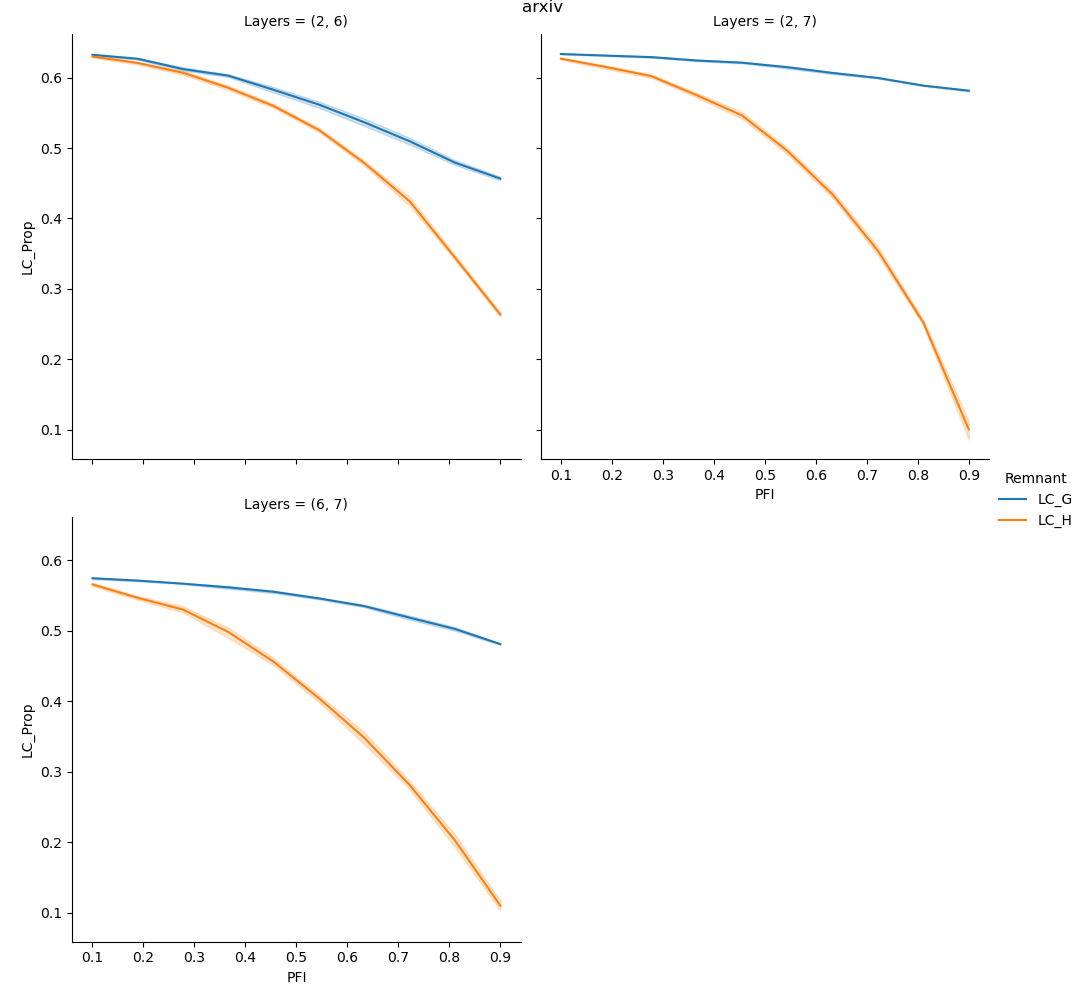 arxiv
Layers = (2, 6)
Layers = (2, 7)
LC_Prop
0.6
0.5
0.4
0.3
0.2
0.1
0.1 0.2 0.3 0.4 0.5 0.6 0.7 0.8 0.9
PFI
Remnant
LC_G
LC_H
Layers = (6, 7)
LC_Prop
0.6
0.5
0.4
0.3
0.2
0.1
0.1 0.2 0.3 0.4 0.5 0.6 0.7 0.8 0.9
PFI